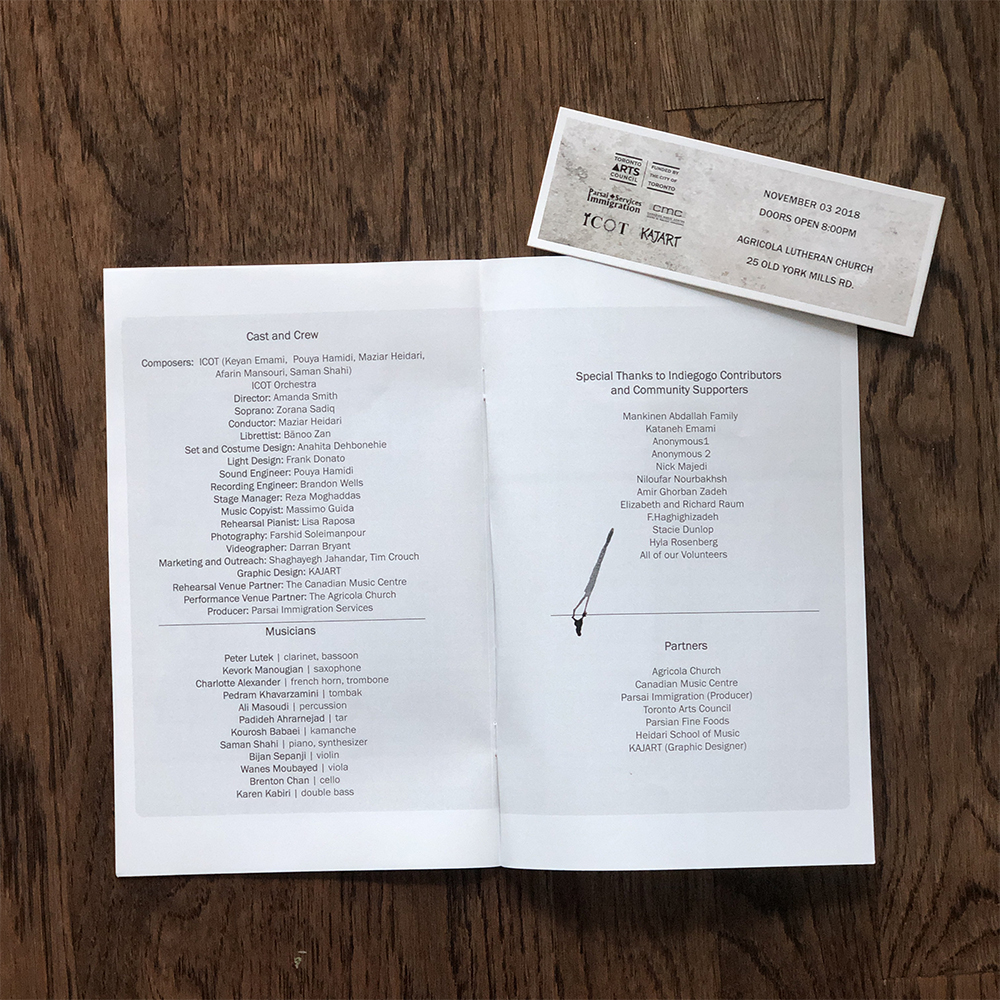 TORONTO
ARTS
COUNCIL
FUNDED BY
THE CITY OF
TORONTO
Parsai Services
Immigration
cmc
ICOT
KAJART
NOVEMBER 03 2018
DOORS OPEN 8:00PM
AGRICOLA LUTHERAN CHURCH
25 OLD YORK MILLS RD.
Cast and Crew
Composers: ICOT (Keyan Emami, Pouya Hamidi, Maziar Heidari,
Afarin Mansouri, Saman Shahi)
ICOT Orchestra
Director: Amanda Smith
Soprano: Zorana Sadiq
Conductor: Maziar Heidari
Librettist: Bänoo Zan
Set and Costume Design: Anahita Dehbonehie
Light Design: Frank Donato
Sound Engineer: Pouya Hamidi
Recording Engineer: Brandon Wells
Stage Manager: Reza Moghaddas
Music Copyist: Massimo Guida
Rehearsal Pianist: Lisa Raposa
Photography: Farshid Soleimanpour
Videographer: Darran Bryant
Marketing and Outreach: Shaghayegh Jahandar, Tim Crouch
Graphic Design: KAJART
Rehearsal Venue Partner: The Canadian Music Centre
Performance Venue Partner: The Agricola Church
Producer: Parsai Immigration Services
Musicians
Peter Lutek | clarinet, bassoon
Kevork Manougian | saxophone
Charlotte Alexander | french horn, trombone
Pedram Khavarzamini | tombak
Ali Masoudi | percussion
Padideh Ahrarnejad | tar
Kourosh Babaei | kamanche
Saman Shahi | piano, synthesizer
Bijan Sepanji | violin
Wanes Moubayed | viola
Brenton Chan | cello
Karen Kabiri | double bass
Special Thanks to Indiegogo Contributors
and Community Supporters
Mankinen Abdallah Family
Kataneh Emami
Anonymous1
Anonymous 2
Nick Majedi
Niloufar Nourbakhsh
Amir Ghorban Zadeh
Elizabeth and Richard Raum
F.Haghighizadeh
Stacie Dunlop
Hyla Rosenberg
All of our Volunteers
Partners
Agricola Church
Canadian Music Centre
Parsai Immigration (Producer)
Toronto Arts Council
Parsian Fine Foods
Heidari School of Music
KAJART (Graphic Designer)